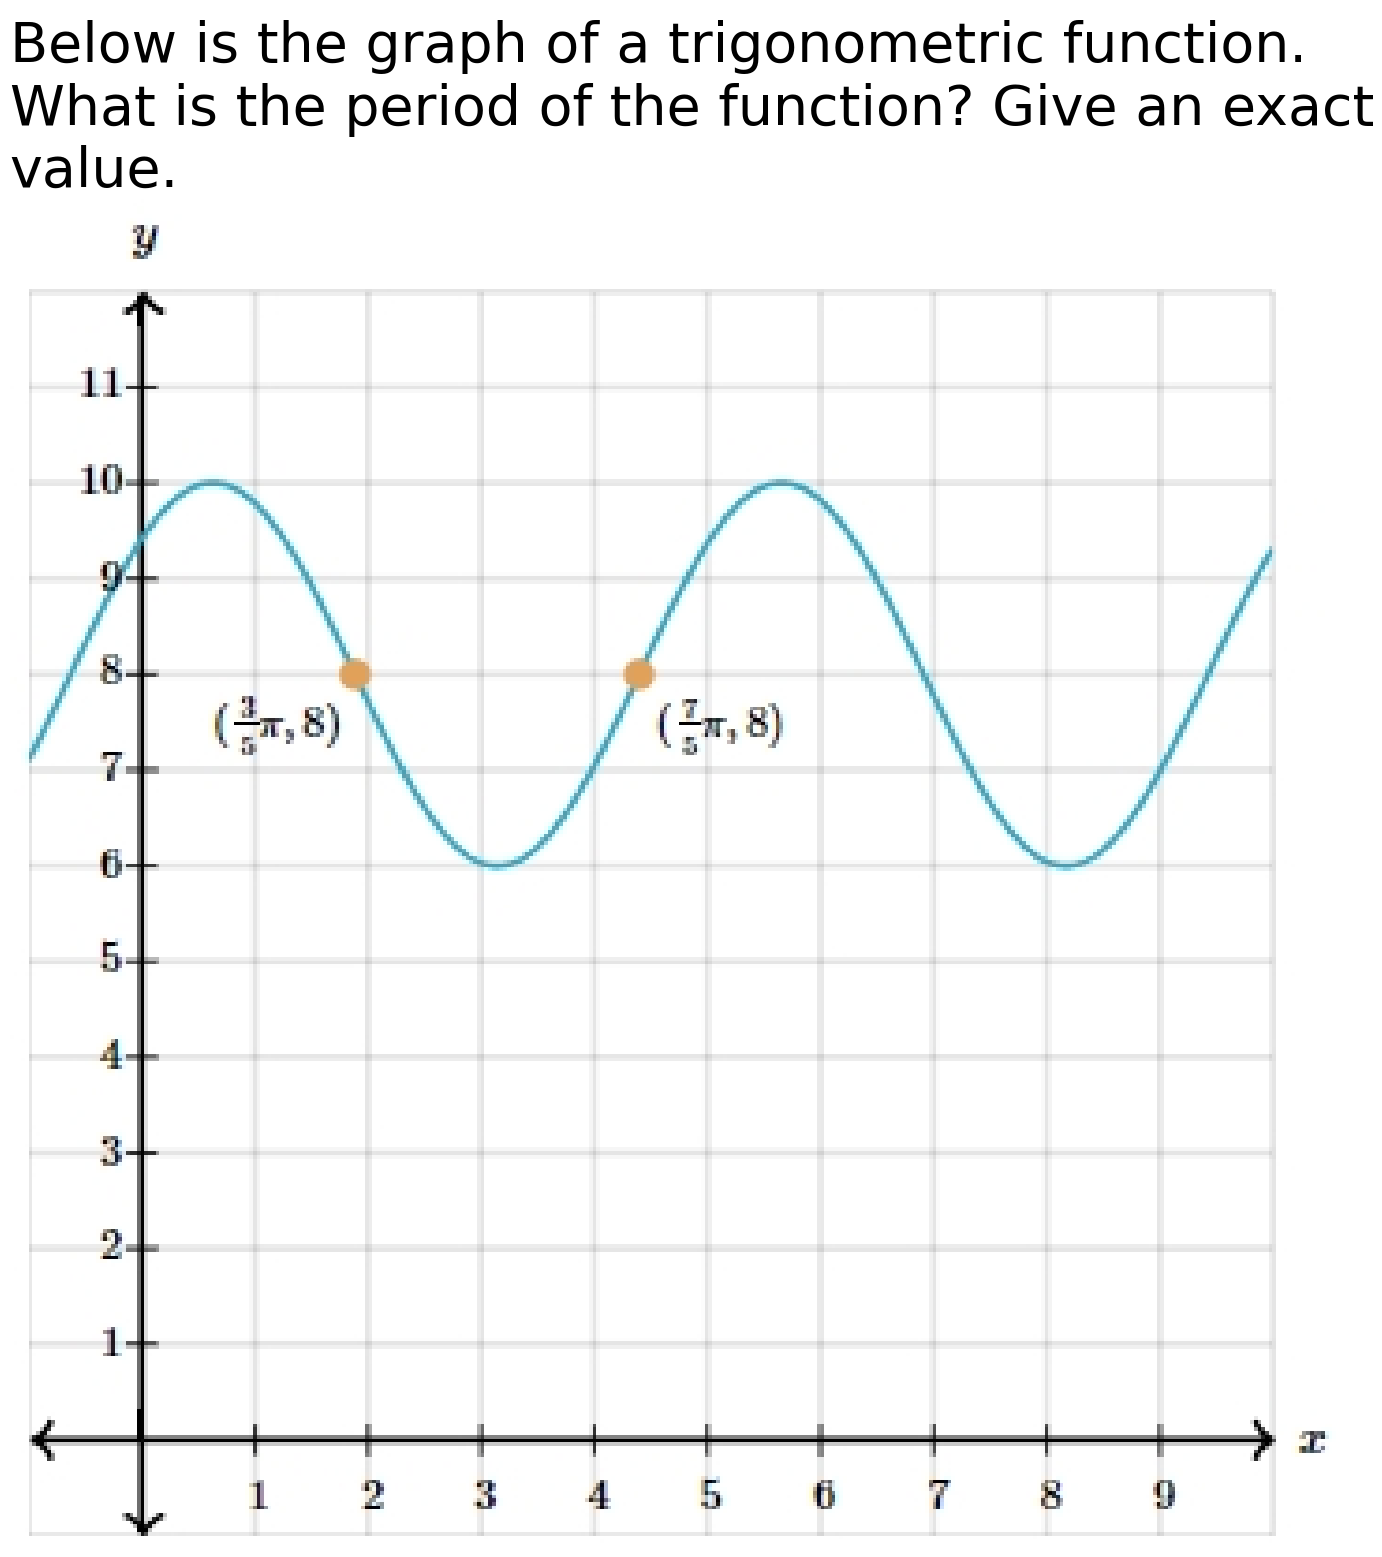 Below is the graph of a trigonometric function.
What is the period of the function? Give an exact
value.
y
11
10
9
8
(3/5 π, 8)
(7/5 π, 8)
7
6
5
4
3
2
1
x
1 2 3 4 5 6 7 8 9